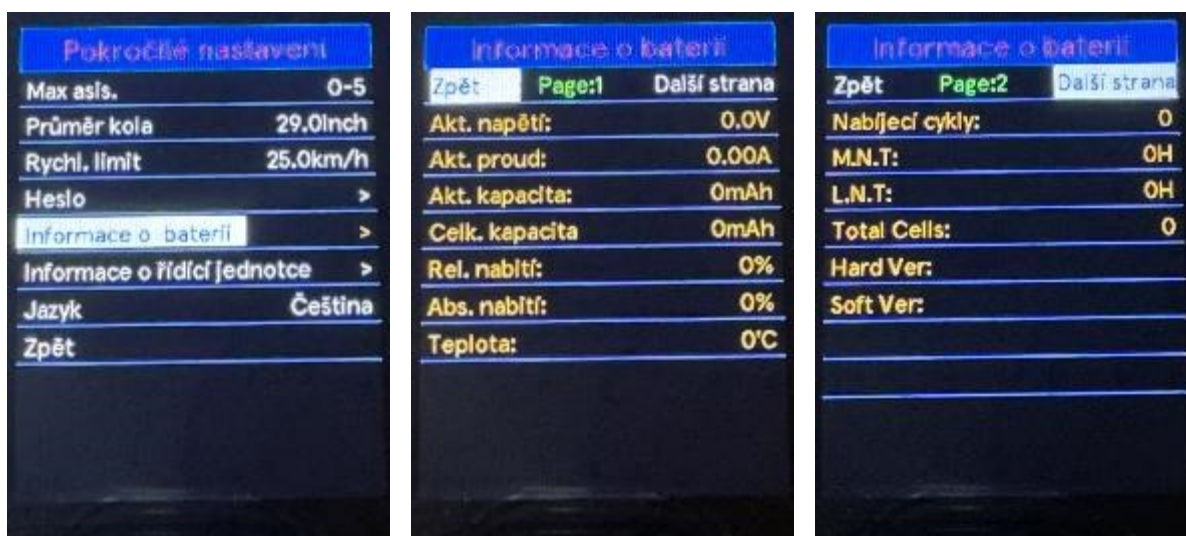 Pokročilé nastavení
Max asis. 0-5
Průměr kola 29.0Inch
Rychl. limit 25.0km/h
Heslo >
Informace o baterii >
Informace o řídící jednotce >
Jazyk Čeština
Zpět
Informace o baterii
Zpět Page:1 Další strana
Akt. napětí: 0.0V
Akt. proud: 0.00A
Akt. kapacita: 0mAh
Celk. kapacita 0mAh
Rel. nabití: 0%
Abs. nabití: 0%
Teplota: 0'C
Informace o baterii
Zpět Page:2 Další strana
Nabíjecí cykly: 0
M.N.T: 0H
L.N.T: 0H
Total Cells: 0
Hard Ver:
Soft Ver: